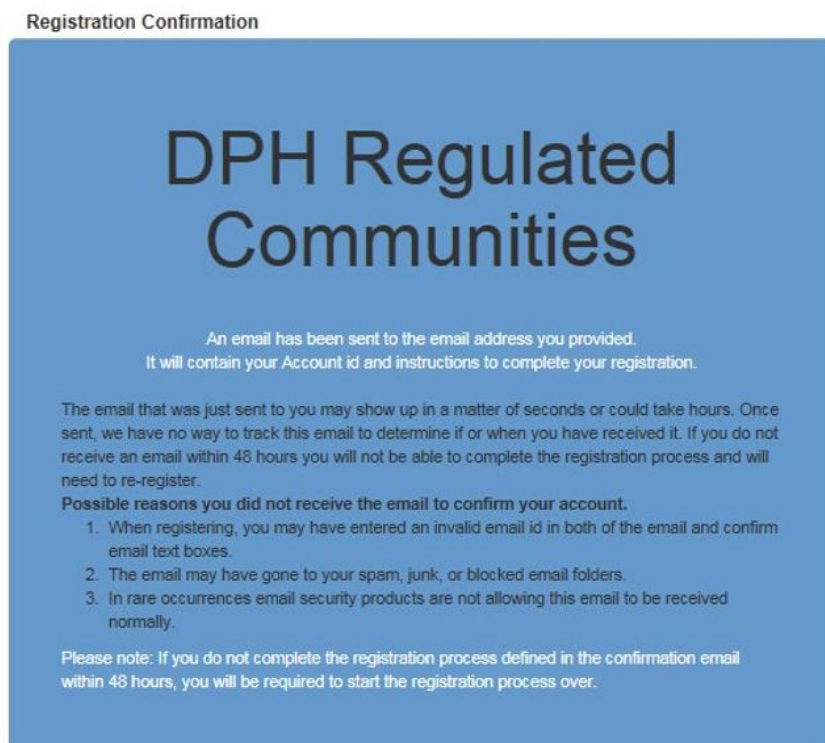 Registration Confirmation
DPH Regulated
Communities
An email has been sent to the email address you provided.
It will contain your Account id and instructions to complete your registration.
The email that was just sent to you may show up in a matter of seconds or could take hours. Once
sent, we have no way to track this email to determine if or when you have received it. If you do not
receive an email within 48 hours you will not be able to complete the registration process and will
need to re-register.
Possible reasons you did not receive the email to confirm your account.
1. When registering, you may have entered an invalid email id in both of the email and confirm
email text boxes.
2. The email may have gone to your spam, junk, or blocked email folders.
3. In rare occurrences email security products are not allowing this email to be received
normally.
Please note: If you do not complete the registration process defined in the confirmation email
within 48 hours, you will be required to start the registration process over.